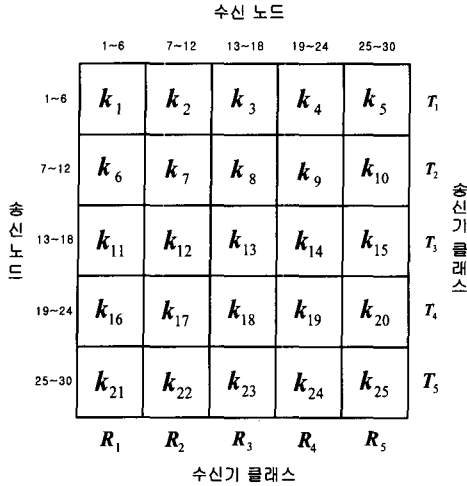 수신 노드
1~6 7~12 13~18 19~24 25~30
1~6 k₁ k₂ k₃ k₄ k₅ T₁
7~12 k₆ k₇ k₈ k₉ k₁₀ T₂
13~18 k₁₁ k₁₂ k₁₃ k₁₄ k₁₅ T₃
19~24 k₁₆ k₁₇ k₁₈ k₁₉ k₂₀ T₄
25~30 k₂₁ k₂₂ k₂₃ k₂₄ k₂₅ T₅
송신 노드
송신기 클래스
R₁ R₂ R₃ R₄ R₅
수신기 클래스